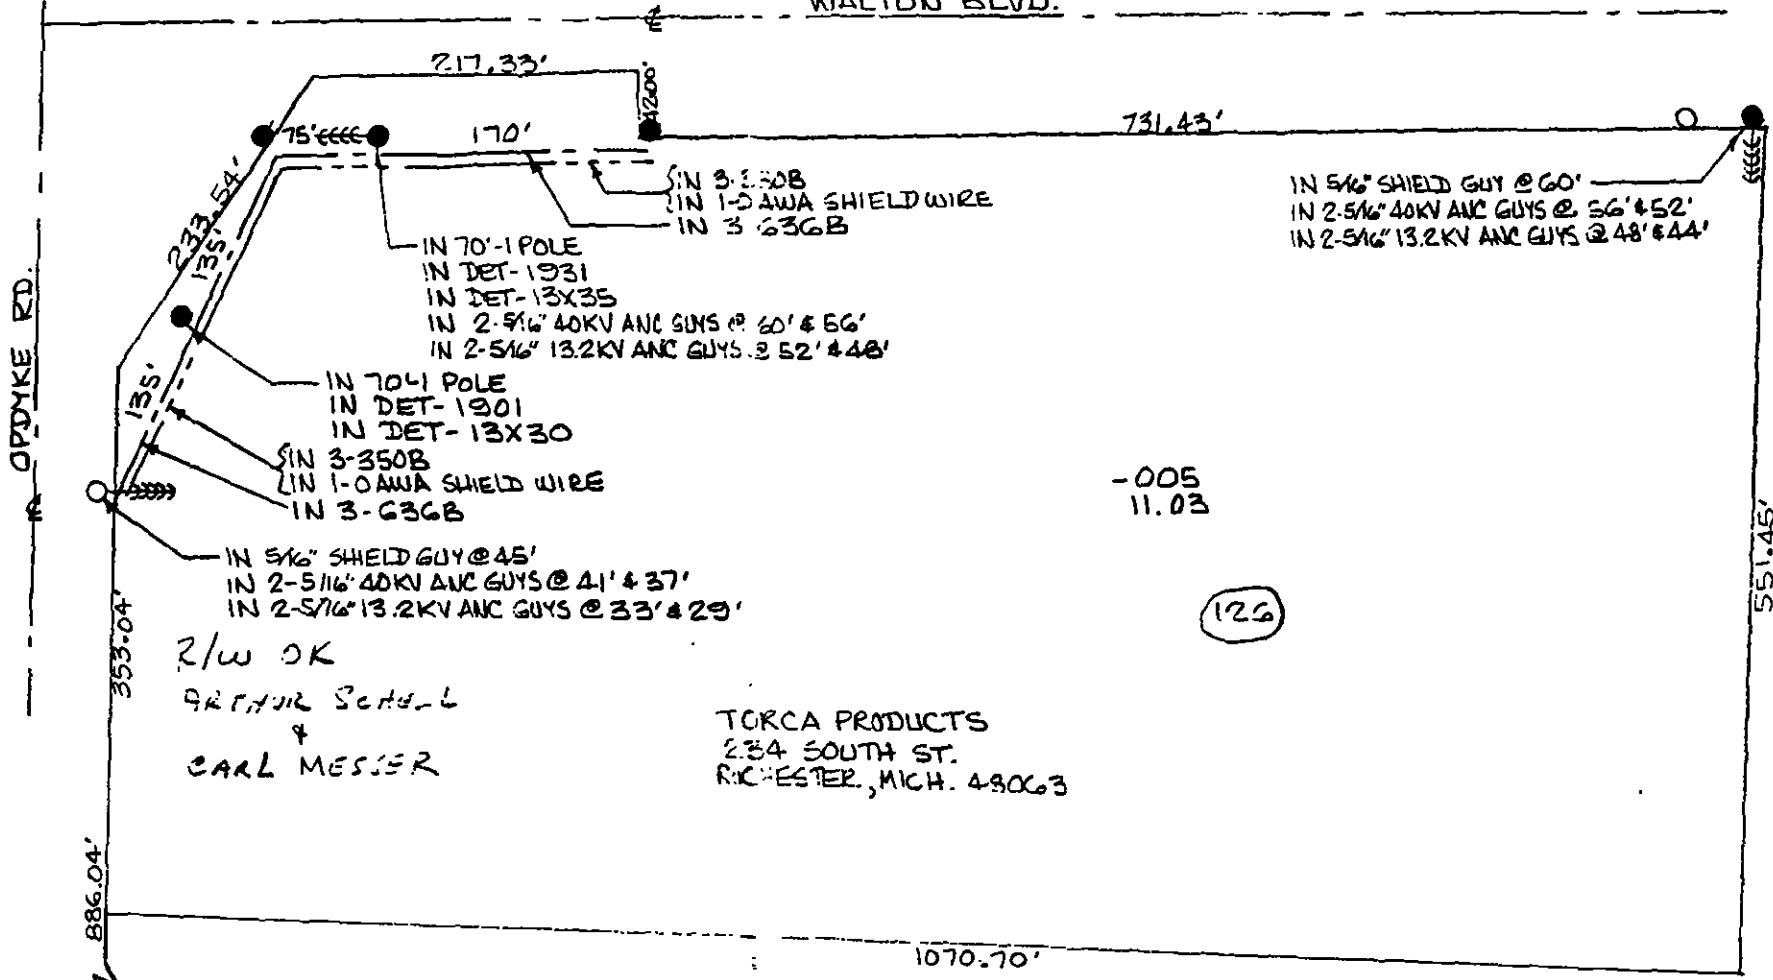 WALTON BLVD.
217.33'
42.00'
75'
170'
731.43'
233.54'
135'
IN 1-0 AWA SHIELD WIRE
IN 3-636B
IN 5/16" SHIELD GUY @ 60'
IN 2-5/16" 40KV ANC GUYS @ 56' & 52'
IN 2-5/16" 13.2KV ANC GUYS @ 48' & 44'
IN 70'-1 POLE
IN DET-1931
IN DET-13X35
IN 2-5/16" 40KV ANC GUYS @ 60' & 56'
IN 2-5/16" 13.2KV ANC GUYS @ 52' & 48'
OPDYKE RD.
135'
IN 70'-1 POLE
IN DET-1901
IN DET-13X30
IN 3-350B
IN 1-0 AWA SHIELD WIRE
IN 3-636B
-005
11.03
IN 5/16" SHIELD GUY @ 45'
IN 2-5/16" 40KV ANC GUYS @ 41' & 37'
IN 2-5/16" 13.2KV ANC GUYS @ 33' & 29'
551.45'
126
353.04'
R/W OK
ARTHUR
&
CARL MESSER
TORCA PRODUCTS
234 SOUTH ST.
ROCHESTER, MICH. 48063
886.04'
1070.70'